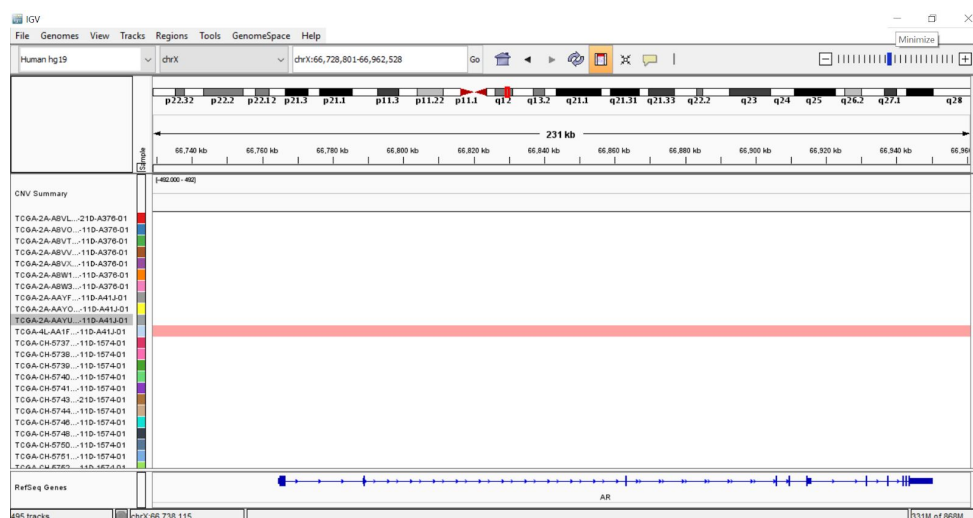 IGV
File Genomes View Tracks Regions Tools GenomeSpace Help
Minimize
Human hg19 chrX chrX:66,728,801-66,962,528 Go
p22.32 p22.2 p22.12 p21.3 p21.1 p11.3 p11.22 p11.1 q12 q13.2 q21.1 q21.31 q21.33 q22.2 q23 q24 q25 q26.2 q27.1 q28
231 kb
66,740 kb 66,760 kb 66,780 kb 66,800 kb 66,820 kb 66,840 kb 66,860 kb 66,880 kb 66,900 kb 66,920 kb 66,940 kb 66,96
Sample
[-492.000 - 492]
CNV Summary
TCGA-2A-A8VL...-21D-A376-01
TCGA-2A-A8VO...-11D-A376-01
TCGA-2A-A8VT...-11D-A376-01
TCGA-2A-A8VV...-11D-A376-01
TCGA-2A-A8VX...-11D-A376-01
TCGA-2A-A8W1...-11D-A376-01
TCGA-2A-A8W3...-11D-A376-01
TCGA-2A-AAYF...-11D-A41J-01
TCGA-2A-AAYO...-11D-A41J-01
TCGA-2A-AAYU...-11D-A41J-01
TCGA-4L-AA1F...-11D-A41J-01
TCGA-CH-5737...-11D-1574-01
TCGA-CH-5738...-11D-1574-01
TCGA-CH-5739...-11D-1574-01
TCGA-CH-5740...-11D-1574-01
TCGA-CH-5741...-11D-1574-01
TCGA-CH-5743...-21D-1574-01
TCGA-CH-5744...-11D-1574-01
TCGA-CH-5746...-11D-1574-01
TCGA-CH-5748...-11D-1574-01
TCGA-CH-5750...-11D-1574-01
TCGA-CH-5751...-11D-1574-01
TCGA-CH-5752...-11D-1574-01
RefSeq Genes
AR
495 tracks chrX:66,738,115 331M of 868M